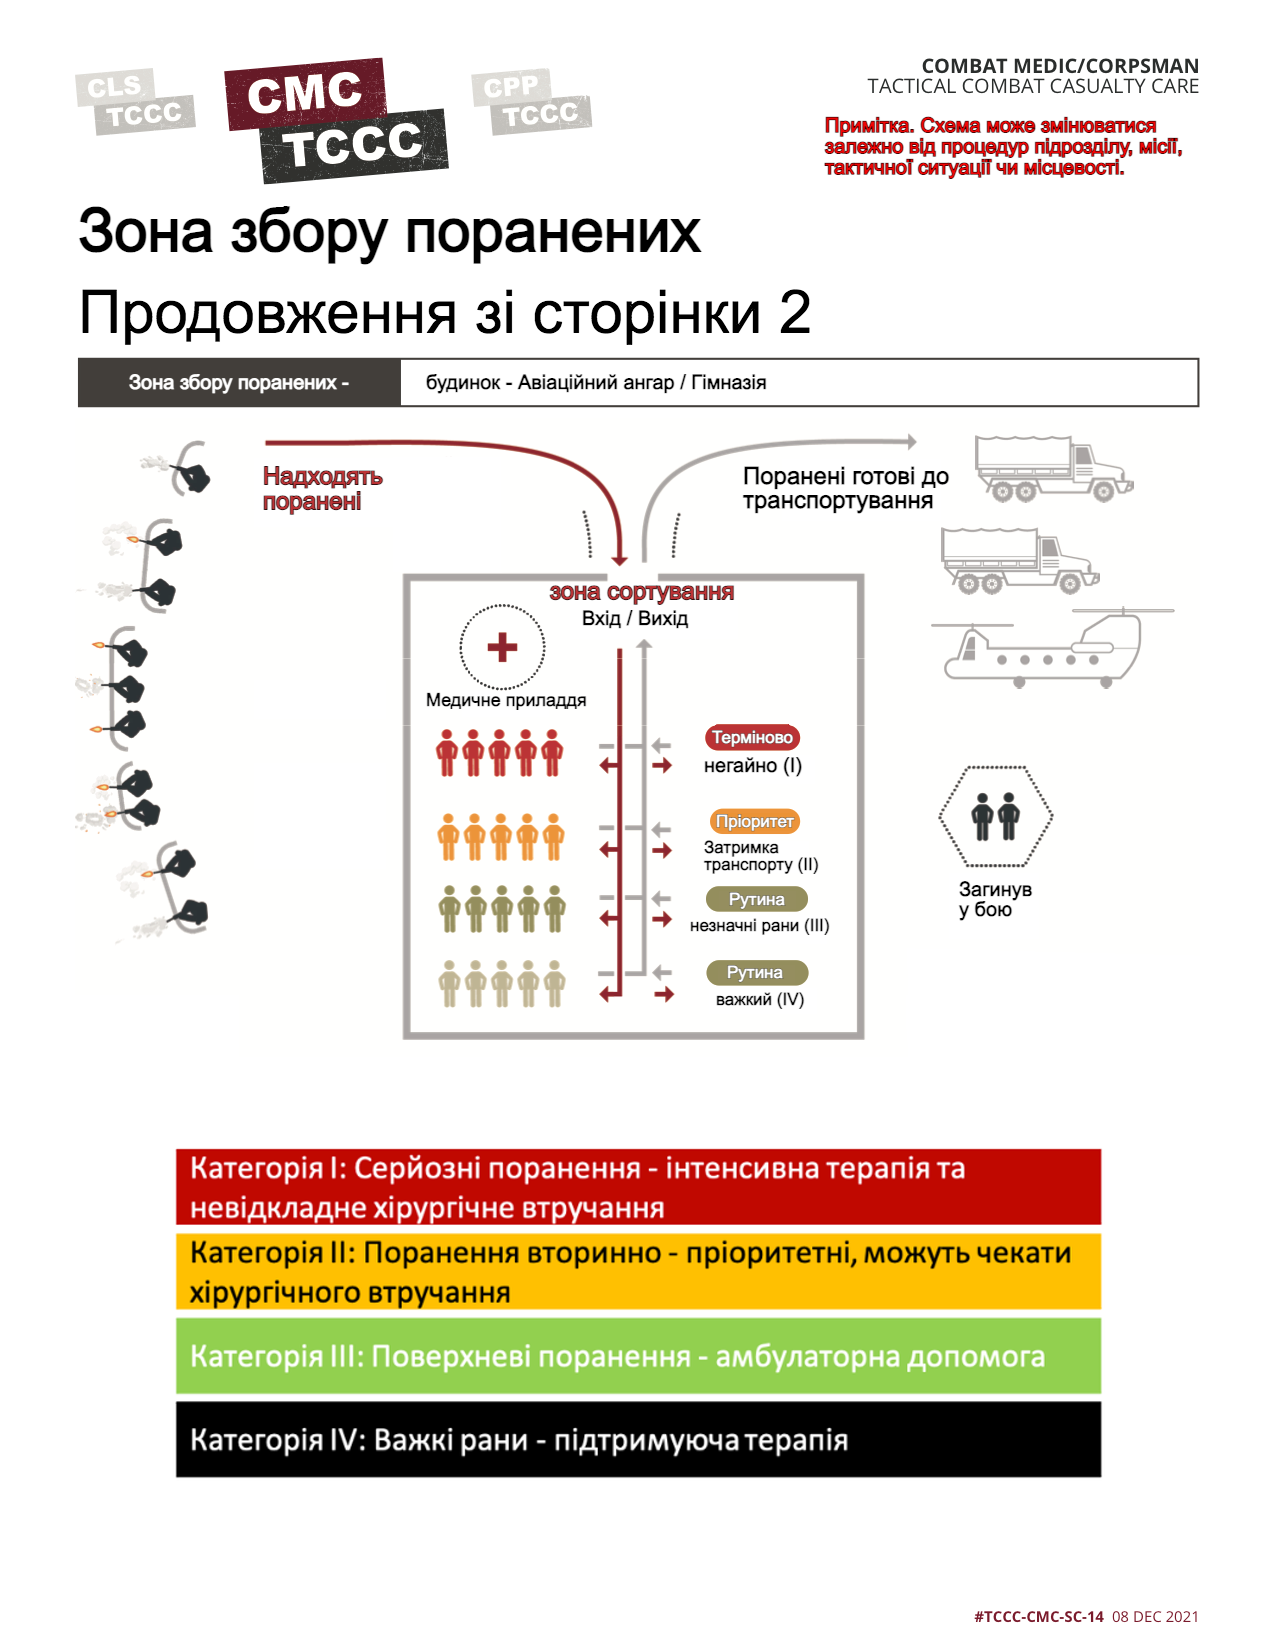 CLS
TCCC
CMC
TCCC
CPP
TCCC
COMBAT MEDIC/CORPSMAN
TACTICAL COMBAT CASUALTY CARE
Примітка. Схема може змінюватися
залежно від процедур підрозділу, місії,
тактичної ситуації чи місцевості.
Зона збору поранених
Продовження зі сторінки 2
Зона збору поранених -
будинок - Авіаційний ангар / Гімназія
Надходять
поранені
Поранені готові до
транспортування
зона сортування
Вхід / Вихід
Медичне приладдя
Терміново
негайно (I)
Пріоритет
Затримка
транспорту (II)
Рутина
незначні рани (III)
Рутина
важкий (IV)
Загинув
у бою
Категорія I: Серйозні поранення - інтенсивна терапія та
невідкладне хірургічне втручання
Категорія II: Поранення вторинно - пріоритетні, можуть чекати
хірургічного втручання
Категорія III: Поверхневі поранення - амбулаторна допомога
Категорія IV: Важкі рани - підтримуюча терапія
#TCCC-CMC-SC-14 08 DEC 2021